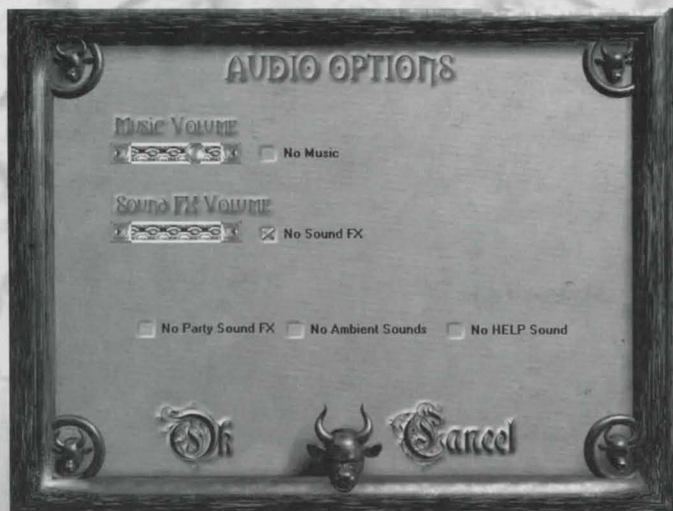 AUDIO OPTIONS
MUSIC VOLUME
No Music
SOUND FX VOLUME
No Sound FX
No Party Sound FX No Ambient Sounds No HELP Sound
Ok Cancel